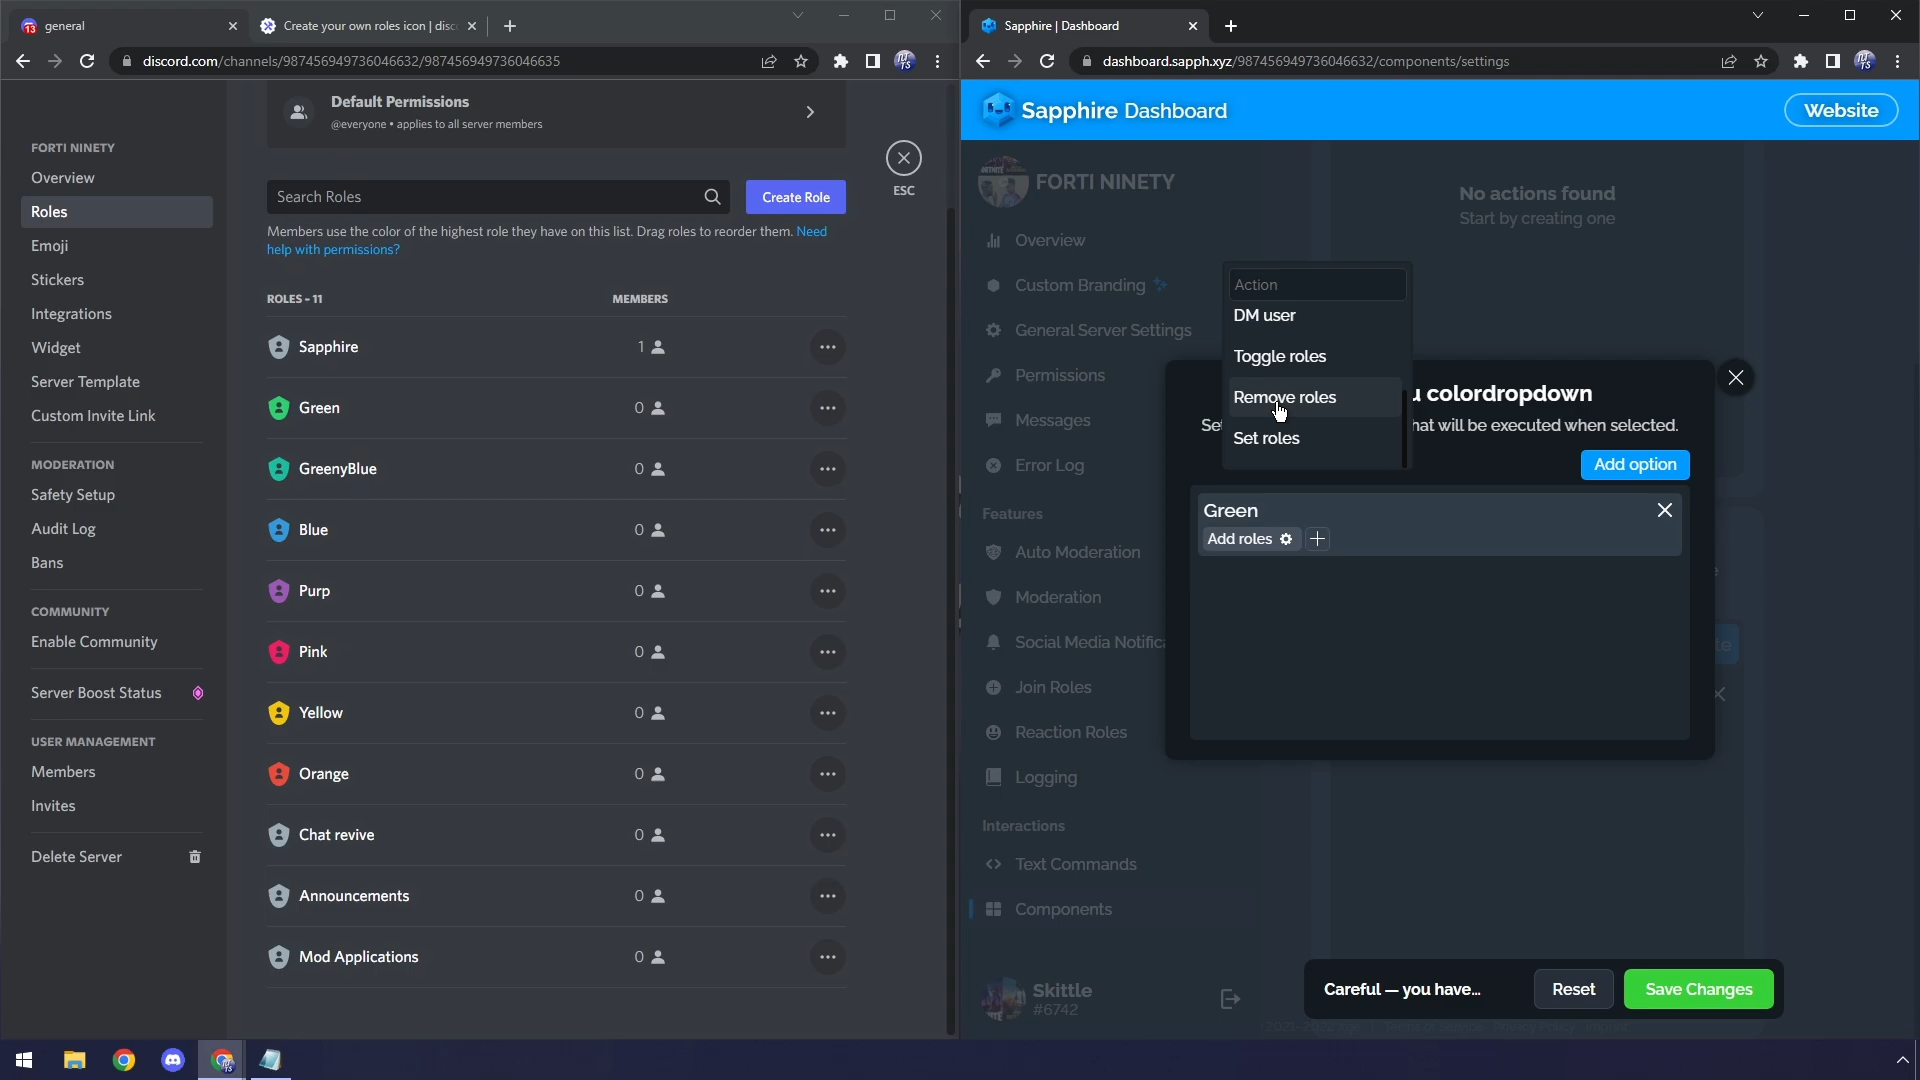 general
Create your own roles icon | disc
discord.com/channels/987456949736046632/987456949736046635
FORTI NINETY
Overview
Roles
Emoji
Stickers
Integrations
Widget
Server Template
Custom Invite Link
MODERATION
Safety Setup
Audit Log
Bans
COMMUNITY
Enable Community
Server Boost Status
USER MANAGEMENT
Members
Invites
Delete Server
Default Permissions
@everyone • applies to all server members
ESC
Search Roles
Create Role
Members use the color of the highest role they have on this list. Drag roles to reorder them. Need
help with permissions?
ROLES - 11 MEMBERS
Sapphire 1
Green 0
GreenyBlue 0
Blue 0
Purp 0
Pink 0
Yellow 0
Orange 0
Chat revive 0
Announcements 0
Mod Applications 0
Sapphire | Dashboard
dashboard.sapph.xyz/987456949736046632/components/settings
Sapphire Dashboard
Website
FORTI NINETY
Overview
Custom Branding
General Server Settings
Permissions
Messages
Error Log
Features
Auto Moderation
Moderation
Social Media Notifica
Join Roles
Reaction Roles
Logging
Interactions
Text Commands
Components
Skittle
#6742
No actions found
Start by creating one
Action
DM user
Toggle roles
Remove roles
Set roles
u colordropdown
Se
hat will be executed when selected.
Add option
Green
Add roles
Careful — you have...
Reset
Save Changes